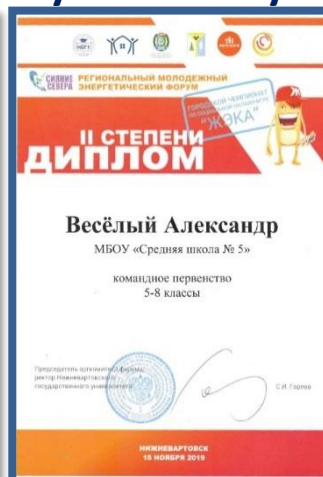 СИЯНИЕ
СЕВЕРА
РЕГИОНАЛЬНЫЙ МОЛОДЕЖНЫЙ
ЭНЕРГЕТИЧЕСКИЙ ФОРУМ
ГОРОДСКОЙ ЧЕМПИОНАТ
"ЖЭКА"
II СТЕПЕНИ
ДИПЛОМ
Весёлый Александр
МБОУ «Средняя школа № 5»
командное первенство
5-8 классы
Председатель оргкомитета форума,
ректор Нижневартовского
государственного университета
С.И. Горлов
НИЖНЕВАРТОВСК
15 НОЯБРЯ 2019